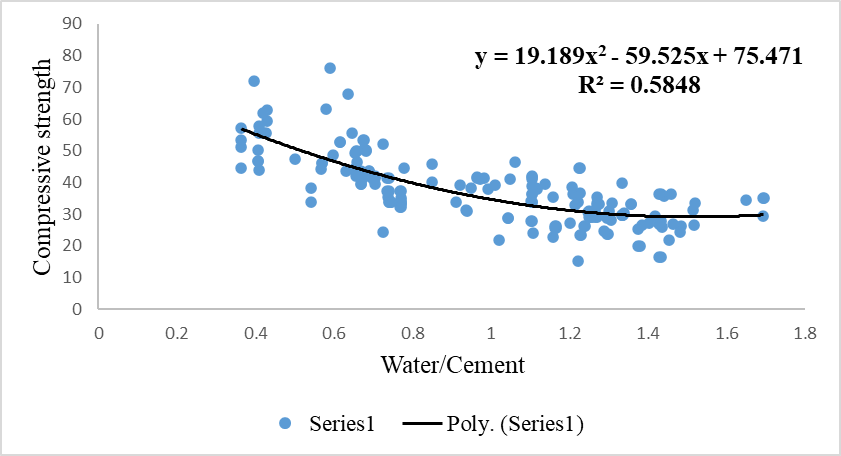 y = 19.189x² - 59.525x + 75.471
R² = 0.5848
Compressive strength
90
80
70
60
50
40
30
20
10
0
0 0.2 0.4 0.6 0.8 1 1.2 1.4 1.6 1.8
Water/Cement
Series1 Poly. (Series1)